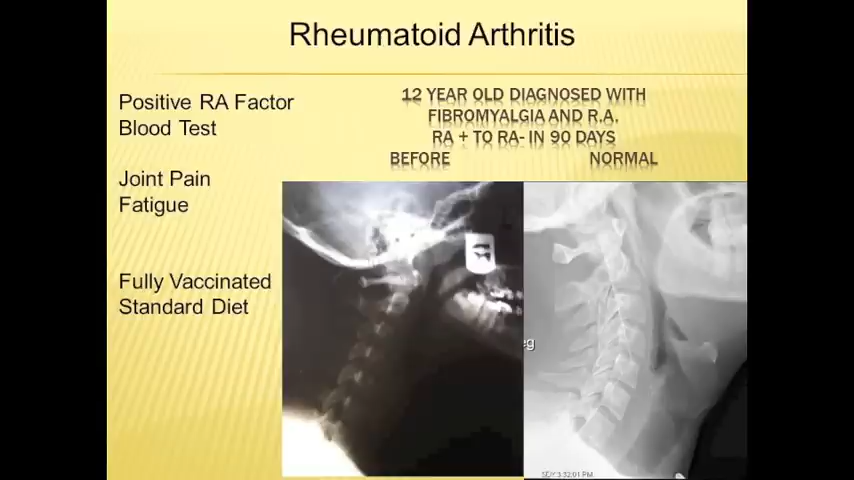 Rheumatoid Arthritis
Positive RA Factor
Blood Test
Joint Pain
Fatigue
Fully Vaccinated
Standard Diet
12 YEAR OLD DIAGNOSED WITH
FIBROMYALGIA AND R.A.
RA + TO RA- IN 90 DAYS
BEFORE NORMAL
eg